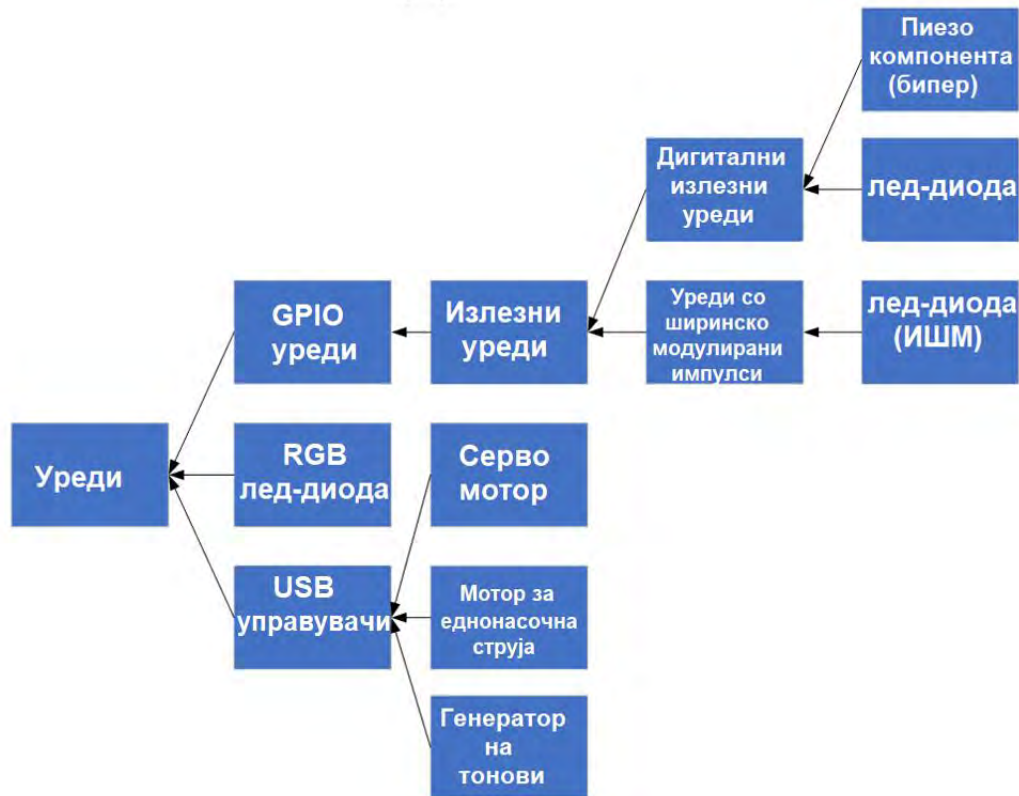 Пиезо
компонента
(бипер)
Дигитални
излезни
уреди
лед-диода
GPIO
уреди
Излезни
уреди
Уреди со
ширинско
модулирани
импулси
лед-диода
(ИШМ)
Уреди
RGB
лед-диода
Серво
мотор
USB
управувачи
Мотор за
еднонасочна
струја
Генератор
на
тонови